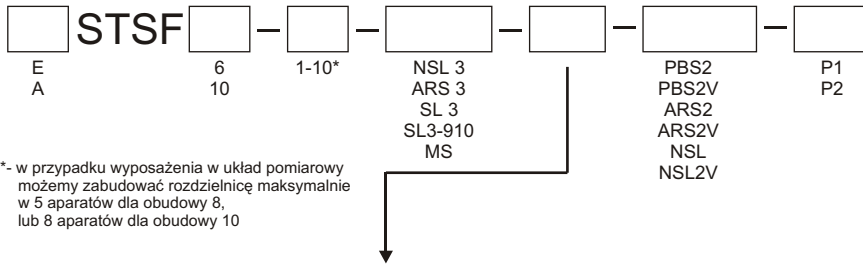 STSF
E 6 1-10* NSL 3 PBS2 P1
A 10 ARS 3 PBS2V P2
SL 3 ARS2
SL3-910 ARS2V
MS NSL
NSL2V
*- w przypadku wyposażenia w układ pomiarowy
możemy zabudować rozdzielnicę maksymalnie
w 5 aparatów dla obudowy 8,
lub 8 aparatów dla obudowy 10